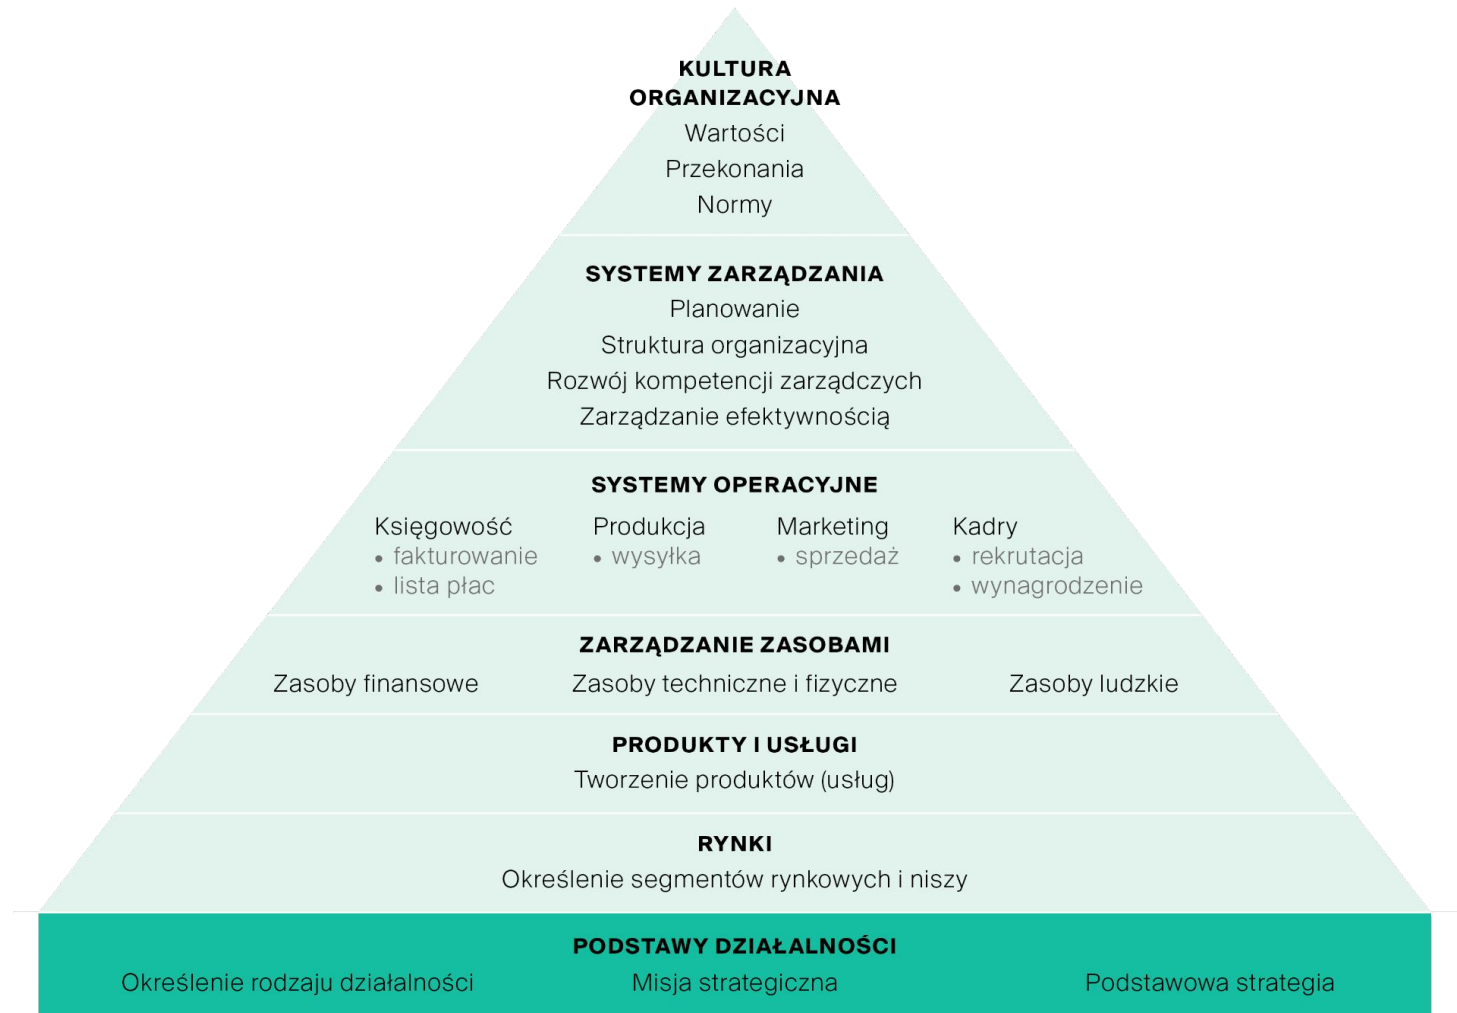 KULTURA
ORGANIZACYJNA
Wartości
Przekonania
Normy
SYSTEMY ZARZĄDZANIA
Planowanie
Struktura organizacyjna
Rozwój kompetencji zarządczych
Zarządzanie efektywnością
SYSTEMY OPERACYJNE
Księgowość
• fakturowanie
• lista płac
Produkcja
• wysyłka
Marketing
• sprzedaż
Kadry
• rekrutacja
• wynagrodzenie
ZARZĄDZANIE ZASOBAMI
Zasoby finansowe
Zasoby techniczne i fizyczne
Zasoby ludzkie
PRODUKTY I USŁUGI
Tworzenie produktów (usług)
RYNKI
Określenie segmentów rynkowych i niszy
PODSTAWY DZIAŁALNOŚCI
Określenie rodzaju działalności
Misja strategiczna
Podstawowa strategia